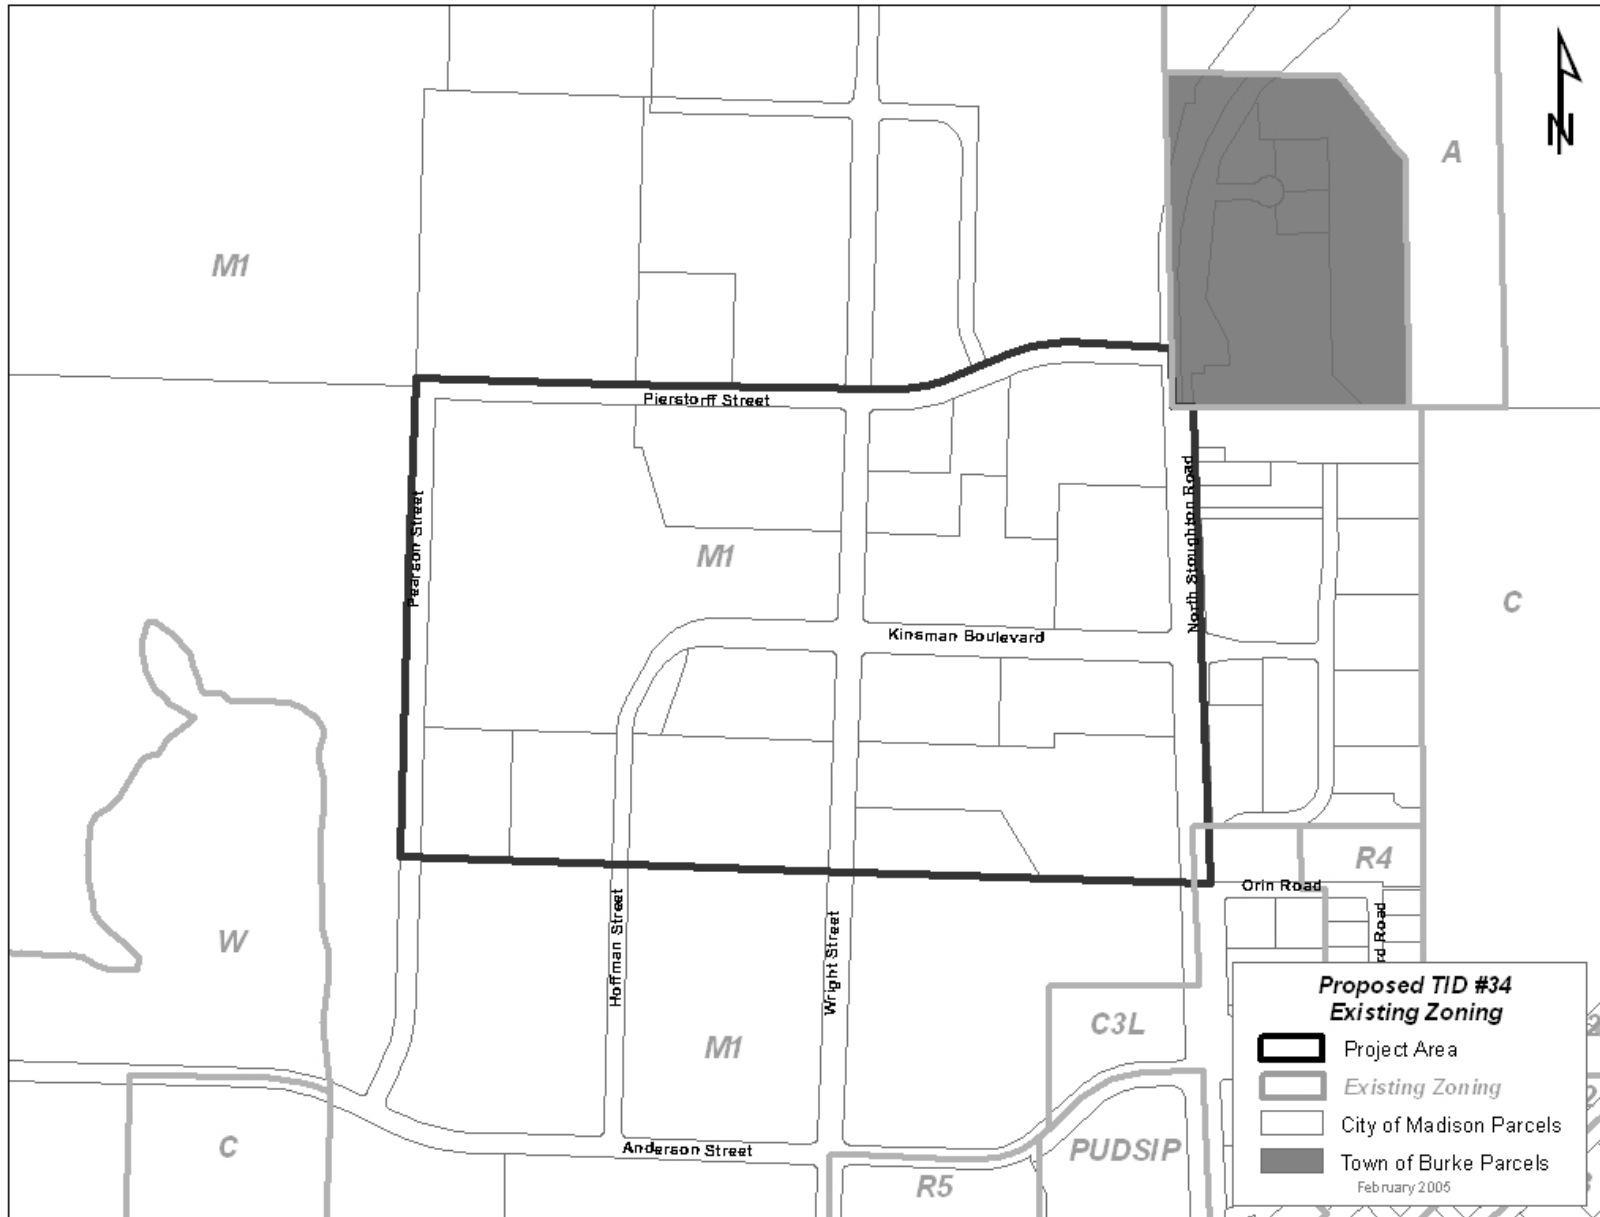 N
A
M1
Pierstorff Street
Pearson Street
North Stoughton Road
M1
C
Kinsman Boulevard
R4
Orin Road
rd Road
W
Hoffman Street
Wright Street
C3L
M1
C
Anderson Street
PUDSIP
R5
Proposed TID #34
Existing Zoning
Project Area
Existing Zoning
City of Madison Parcels
Town of Burke Parcels
February 2005